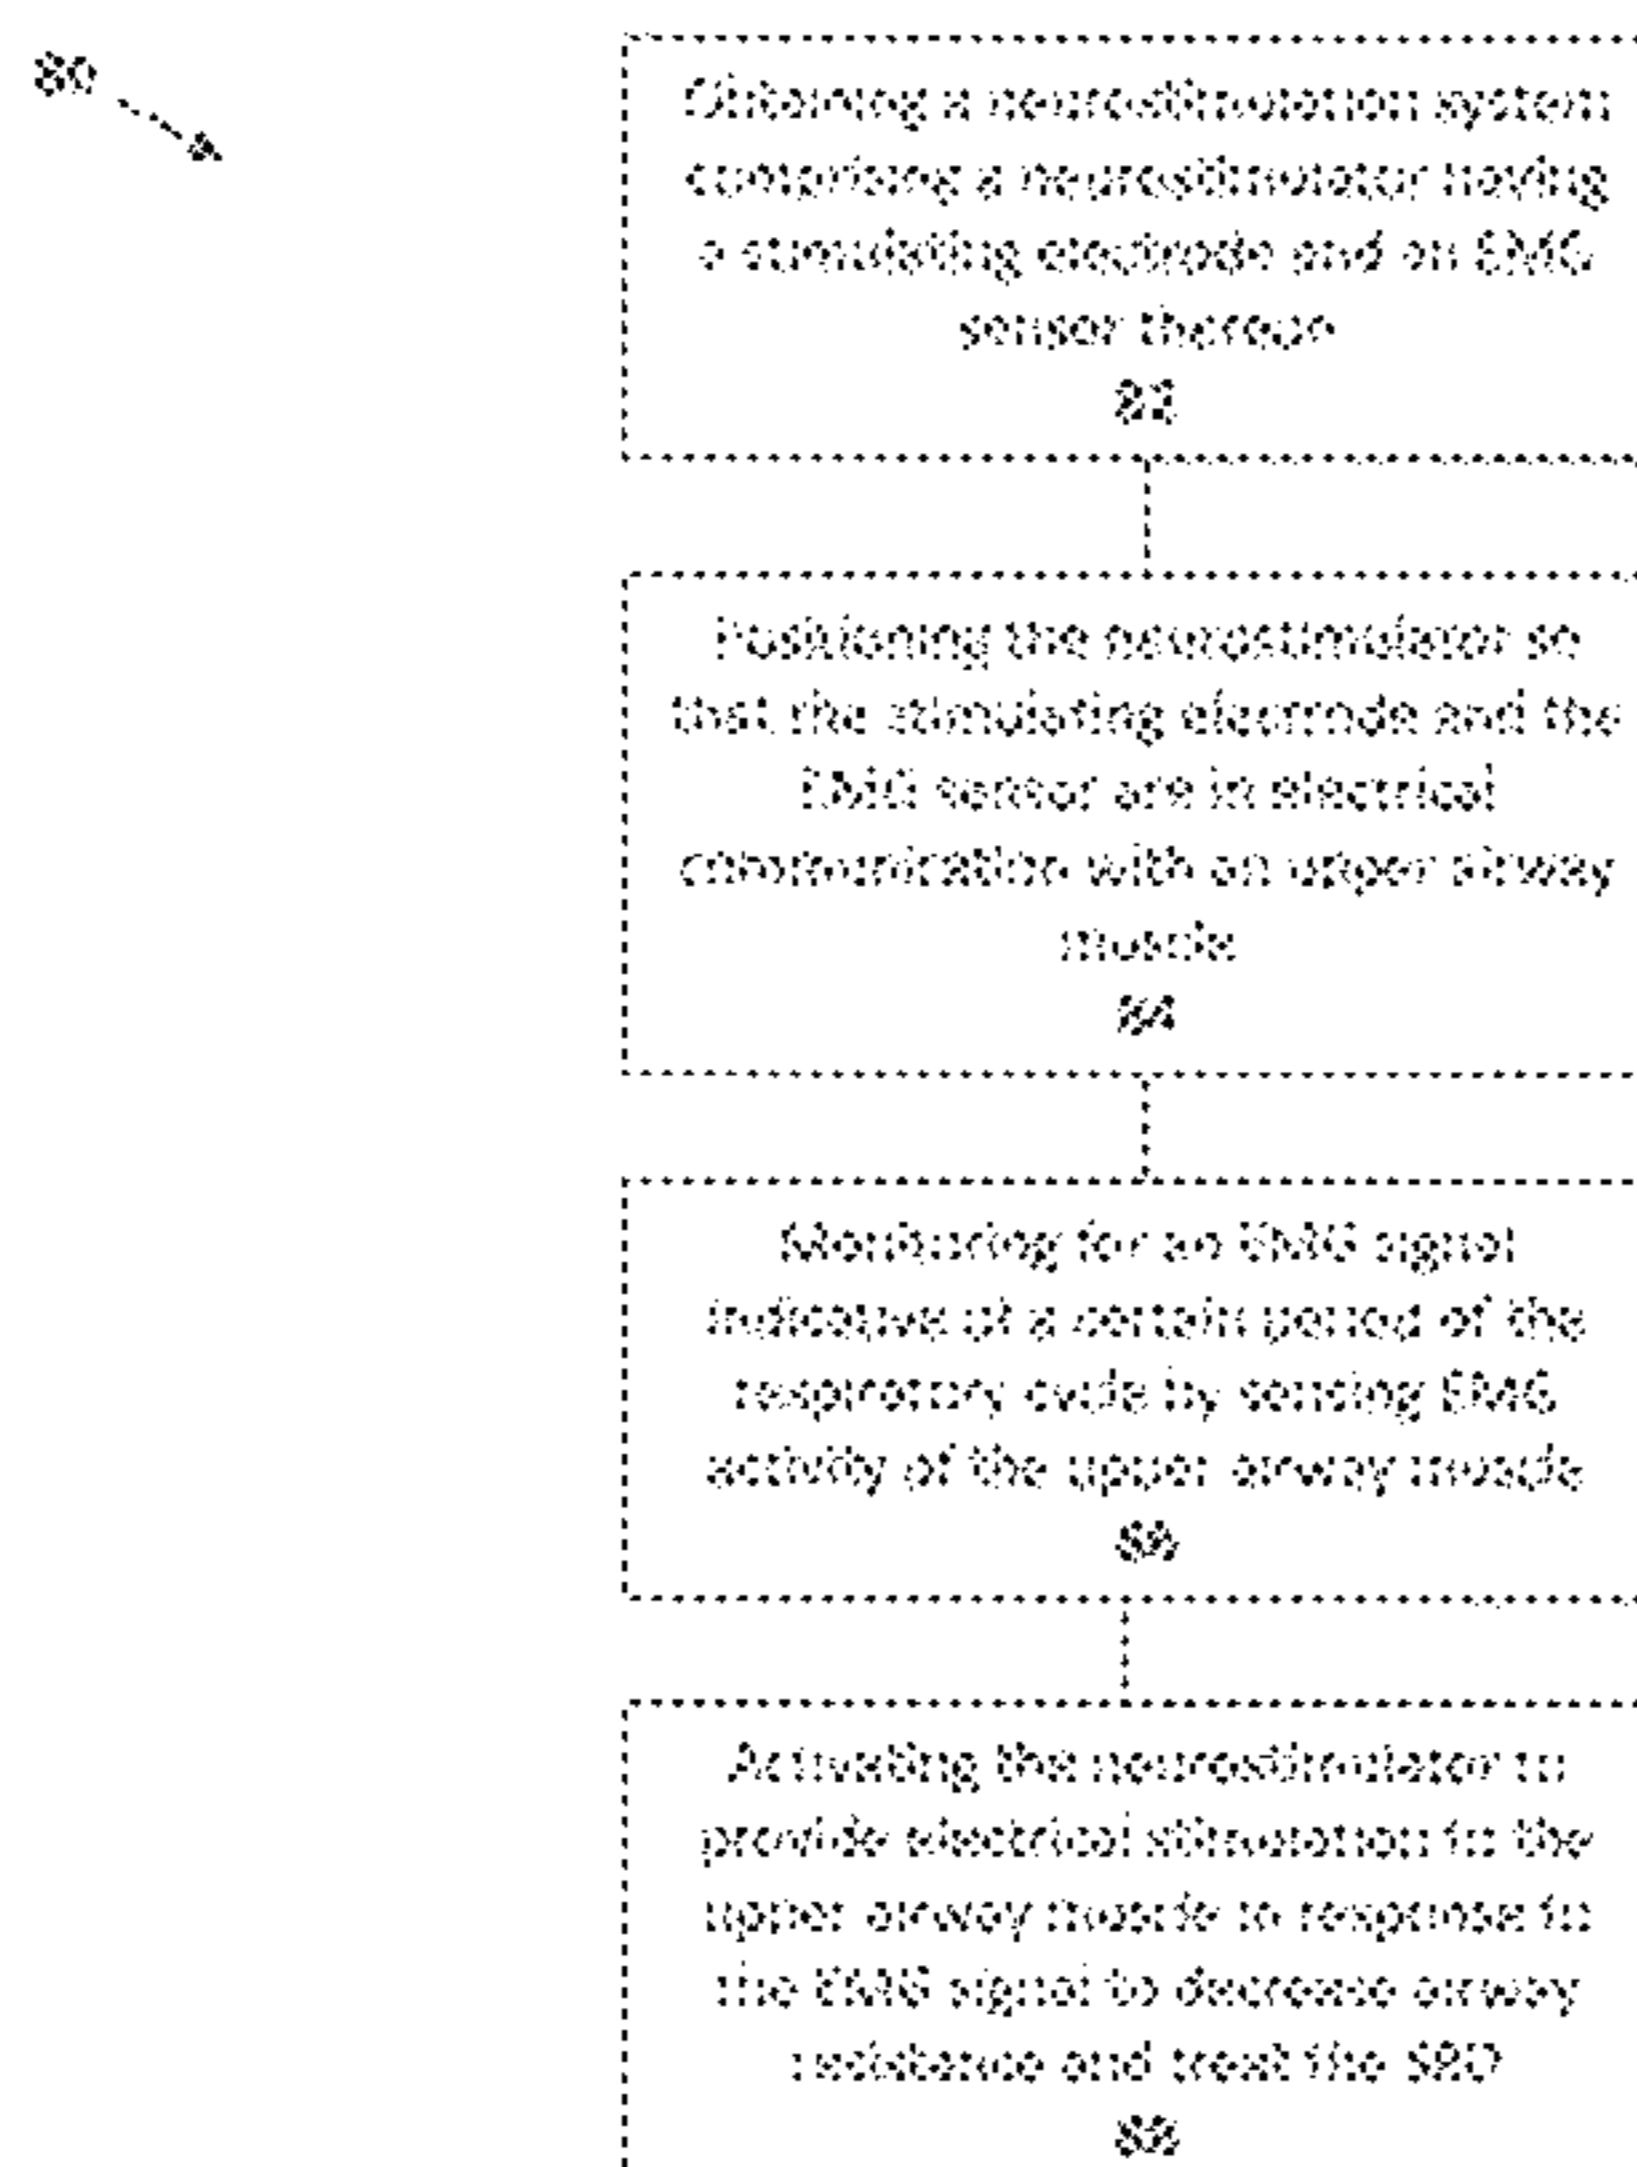 80
Obtaining a neurostimulation system
comprising a neurostimulator having
a stimulating electrode and an EMG
sensor thereon
82
Positioning the neurostimulator so
that the stimulating electrode and the
EMG sensor are in electrical
communication with an upper airway
muscle
84
Monitoring for an EMG signal
indicative of a certain period of the
respiratory cycle by sensing EMG
activity of the upper airway muscle
86
Activating the neurostimulator to
provide electrical stimulation to the
upper airway muscle in response to
the EMG signal to decrease airway
resistance and treat the SBD
88